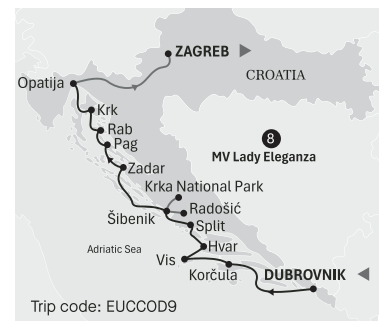 ZAGREB
CROATIA
Opatija
Krk
Rab
Pag
8
MV Lady Eleganza
Zadar
Krka National Park
Radošić
Šibenik
Split
Adriatic Sea
Hvar
Vis
Korčula
DUBROVNIK
Trip code: EUCCOD9